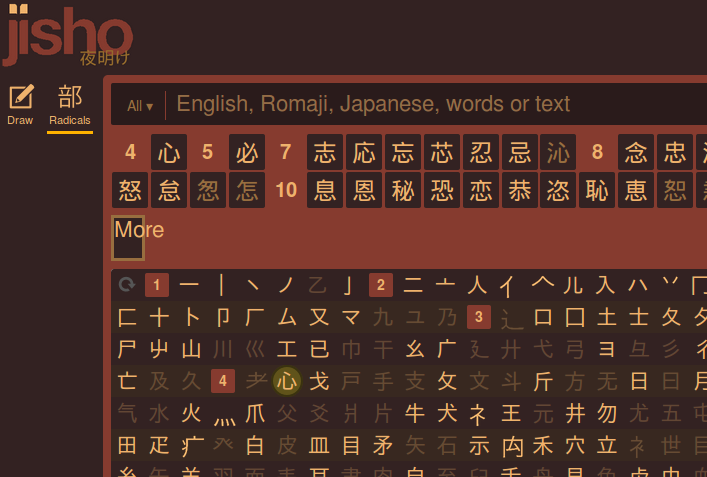 jisho
夜明け
Draw
部
Radicals
All ▾ English, Romaji, Japanese, words or text
4 心 5 必 7 志 応 忘 芯 忍 忌 沁 8 念 忠
怒 怠 怱 怎 10 息 恩 秘 恐 恋 恭 恣 恥 恵 恕
More
1 一 ｜ 丶 ノ 乙 亅 2 二 亠 人 亻 𠆢 儿 入 ハ 丷 冂
匚 十 卜 卩 厂 厶 又 マ 九 ユ 乃 3 辶 口 囗 土 士 夂 夕
尸 屮 山 川 巛 工 已 巾 干 幺 广 廴 廾 弋 弓 ヨ 彑 彡 彳
亡 及 久 4 耂 心 戈 戸 手 支 攵 文 斗 斤 方 无 日 曰 月
气 水 火 灬 爪 父 爻 爿 片 牛 犬 礻 王 元 井 勿 尤 五 屯
田 疋 疒 癶 白 皮 皿 目 矛 矢 石 示 禸 禾 穴 立 衤 世